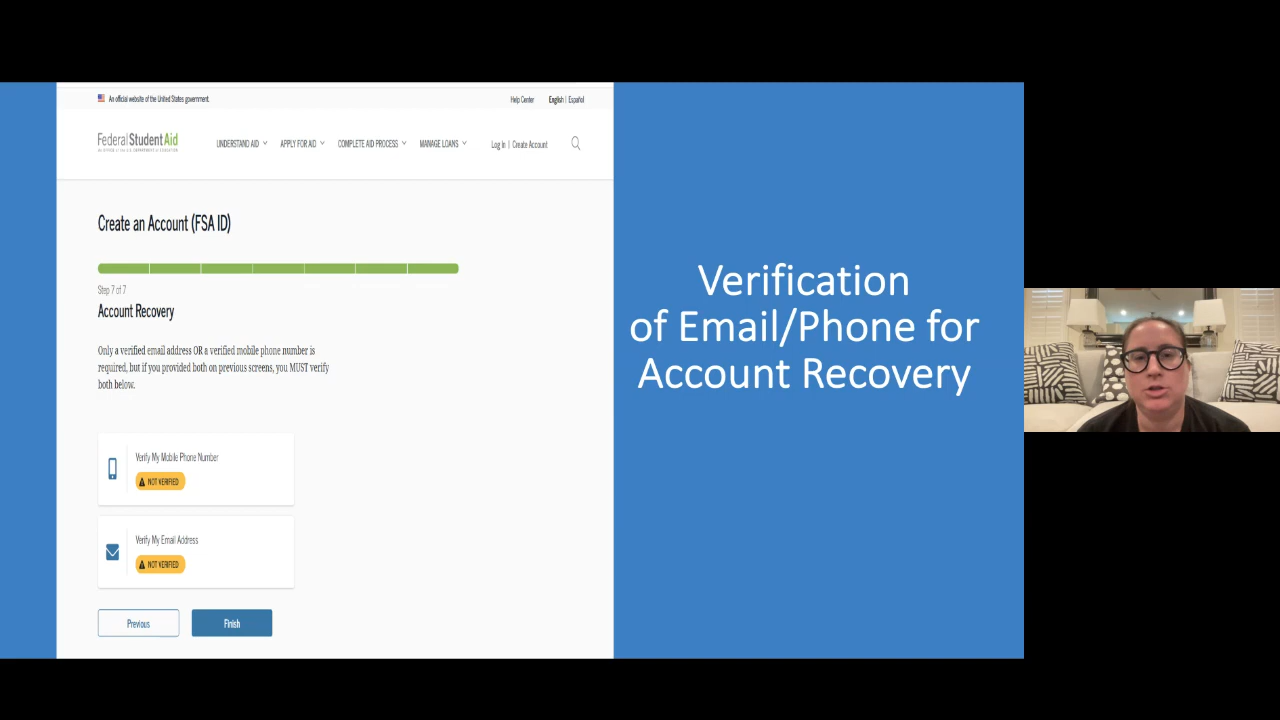 An official website of the United States government.
Help Center
English | Español
Federal Student Aid
UNDERSTAND AID
APPLY FOR AID
COMPLETE AID PROCESS
MANAGE LOANS
Log In | Create Account
Create an Account (FSA ID)
Step 7 of 7
Account Recovery
Only a verified email address OR a verified mobile phone number is
required, but if you provided both on previous screens, you MUST verify
both below.
Verify My Mobile Phone Number
NOT VERIFIED
Verify My Email Address
NOT VERIFIED
Previous
Finish
Verification
of Email/Phone for
Account Recovery